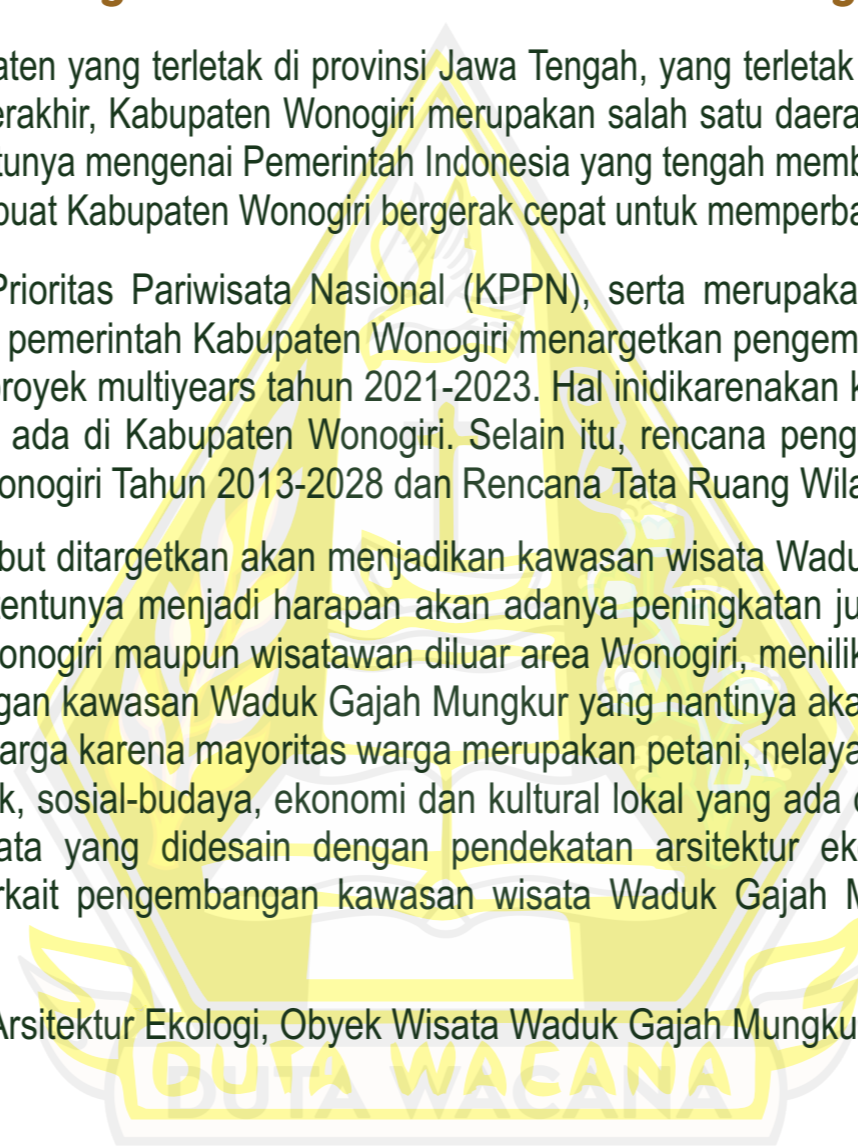 aten yang terletak di provinsi Jawa Tengah, yang terletak
erakhir, Kabupaten Wonogiri merupakan salah satu daera
tunya mengenai Pemerintah Indonesia yang tengah memb
buat Kabupaten Wonogiri bergerak cepat untuk memperba
Prioritas Pariwisata Nasional (KPPN), serta merupaka
pemerintah Kabupaten Wonogiri menargetkan pengem
proyek multiyears tahun 2021-2023. Hal inidikarenakan k
ada di Kabupaten Wonogiri. Selain itu, rencana peng
onogiri Tahun 2013-2028 dan Rencana Tata Ruang Wila
but ditargetkan akan menjadikan kawasan wisata Wadu
tentunya menjadi harapan akan adanya peningkatan ju
onogiri maupun wisatawan diluar area Wonogiri, menilik
gan kawasan Waduk Gajah Mungkur yang nantinya aka
arga karena mayoritas warga merupakan petani, nelaya
k, sosial-budaya, ekonomi dan kultural lokal yang ada
ata yang didesain dengan pendekatan arsitektur ek
rkait pengembangan kawasan wisata Waduk Gajah M
Arsitektur Ekologi, Obyek Wisata Waduk Gajah Mungku
DUTA WACANA